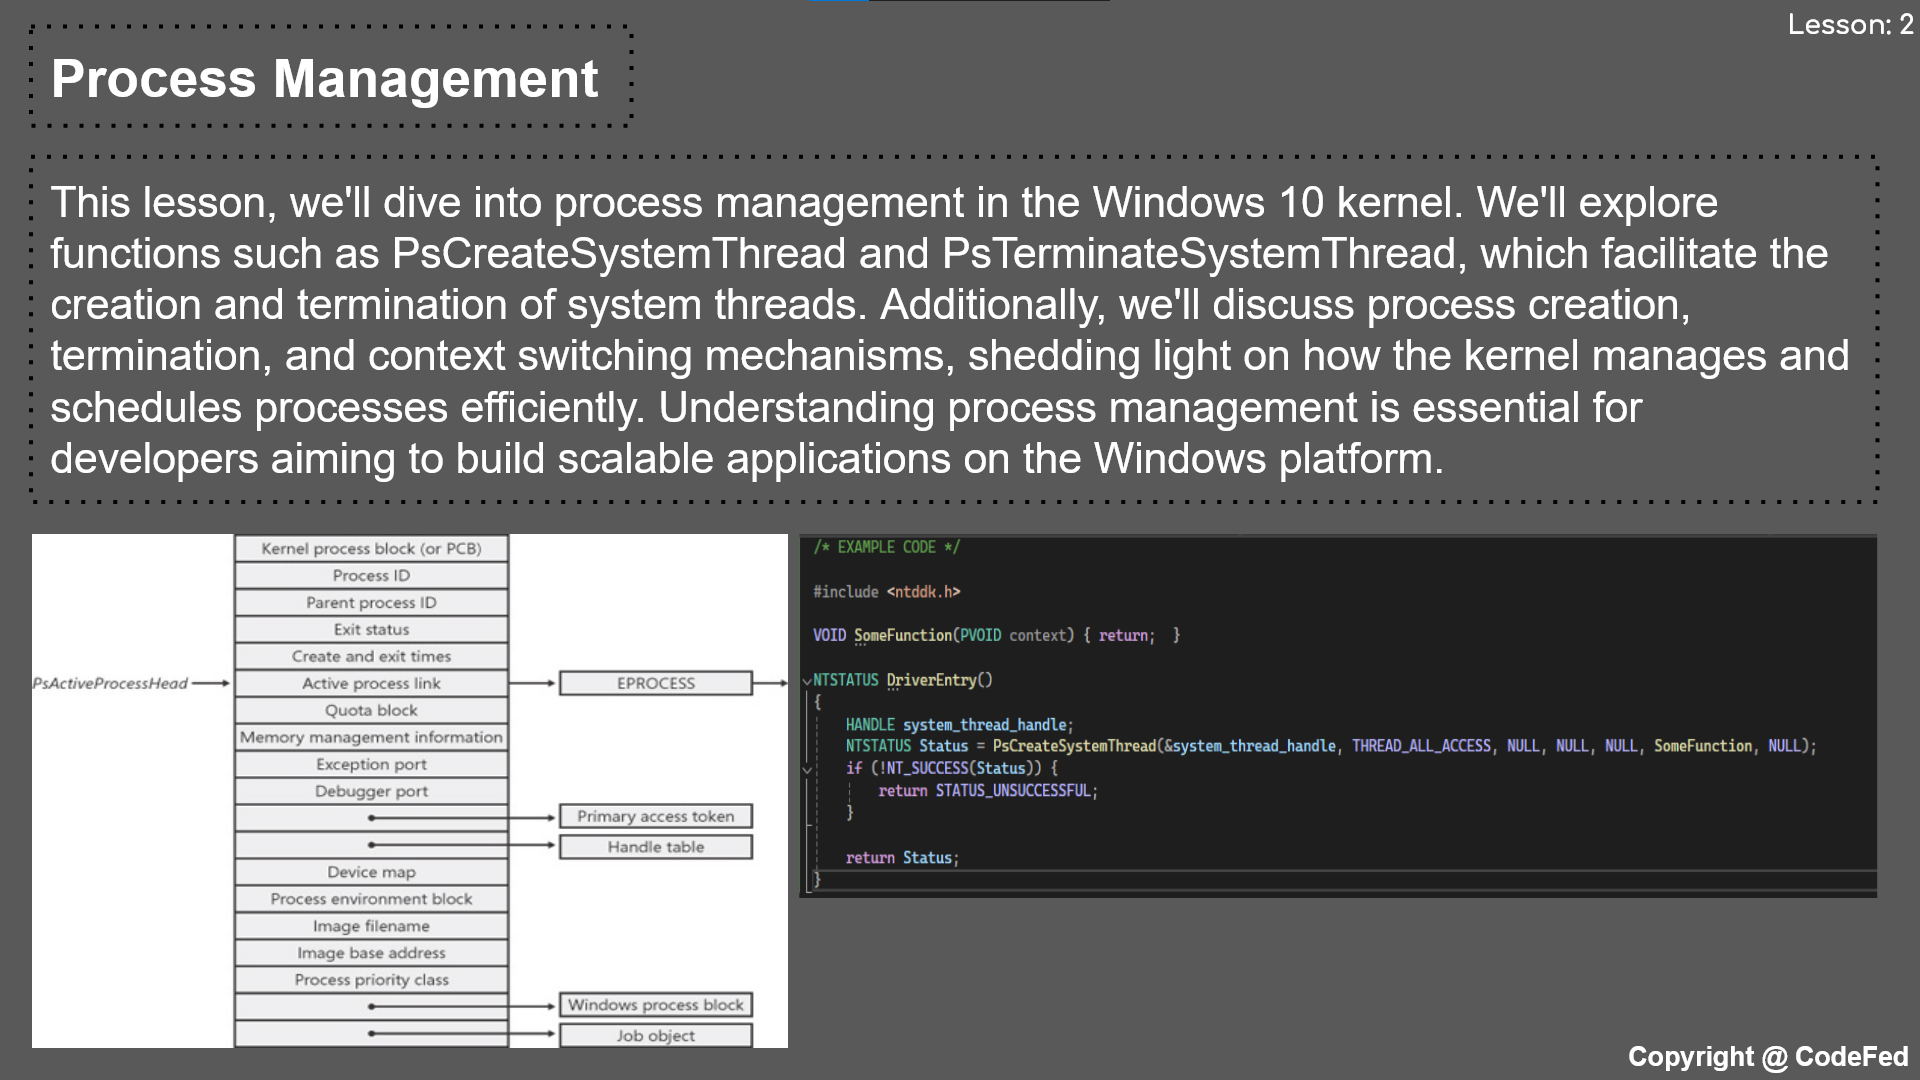 Lesson: 2
Process Management
This lesson, we'll dive into process management in the Windows 10 kernel. We'll explore
functions such as PsCreateSystemThread and PsTerminateSystemThread, which facilitate the
creation and termination of system threads. Additionally, we'll discuss process creation,
termination, and context switching mechanisms, shedding light on how the kernel manages and
schedules processes efficiently. Understanding process management is essential for
developers aiming to build scalable applications on the Windows platform.
Kernel process block (or PCB)
Process ID
Parent process ID
Exit status
Create and exit times
PsActiveProcessHead
Active process link
EPROCESS
Quota block
Memory management information
Exception port
Debugger port
Primary access token
Handle table
Device map
Process environment block
Image filename
Image base address
Process priority class
Windows process block
Job object
/* EXAMPLE CODE */
#include <ntddk.h>
VOID SomeFunction(PVOID context) { return; }
NTSTATUS DriverEntry()
{
HANDLE system_thread_handle;
NTSTATUS Status = PsCreateSystemThread(&system_thread_handle, THREAD_ALL_ACCESS, NULL, NULL, NULL, SomeFunction, NULL);
if (!NT_SUCCESS(Status)) {
return STATUS_UNSUCCESSFUL;
}
return Status;
}
Copyright @ CodeFed